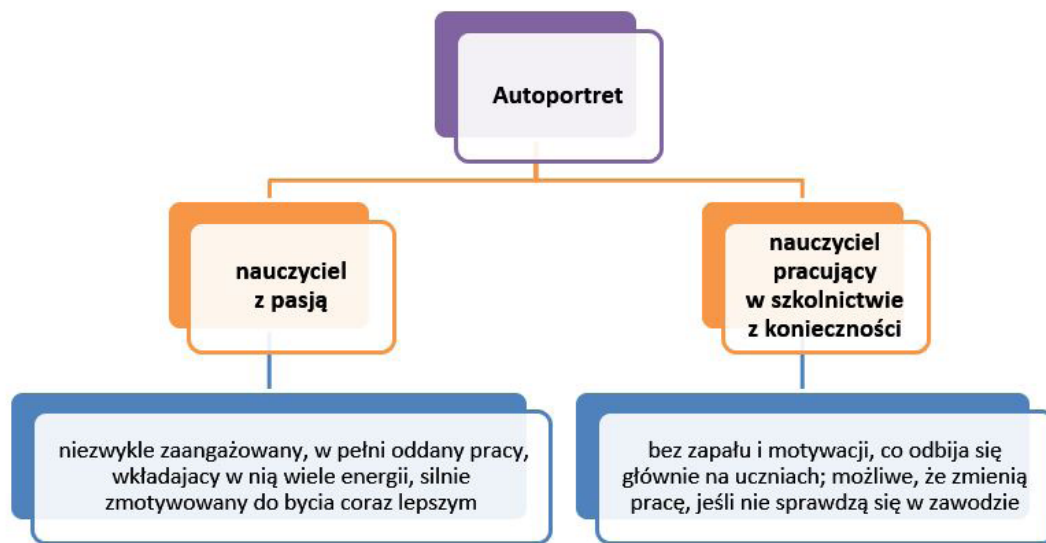 Autoportret
nauczyciel
z pasją
nauczyciel
pracujący
w szkolnictwie
z konieczności
niezwykle zaangażowany, w pełni oddany pracy,
wkładajacy w nią wiele energii, silnie
zmotywowany do bycia coraz lepszym
bez zapału i motywacji, co odbija się
głównie na uczniach; możliwe, że zmienią
pracę, jeśli nie sprawdzą się w zawodzie